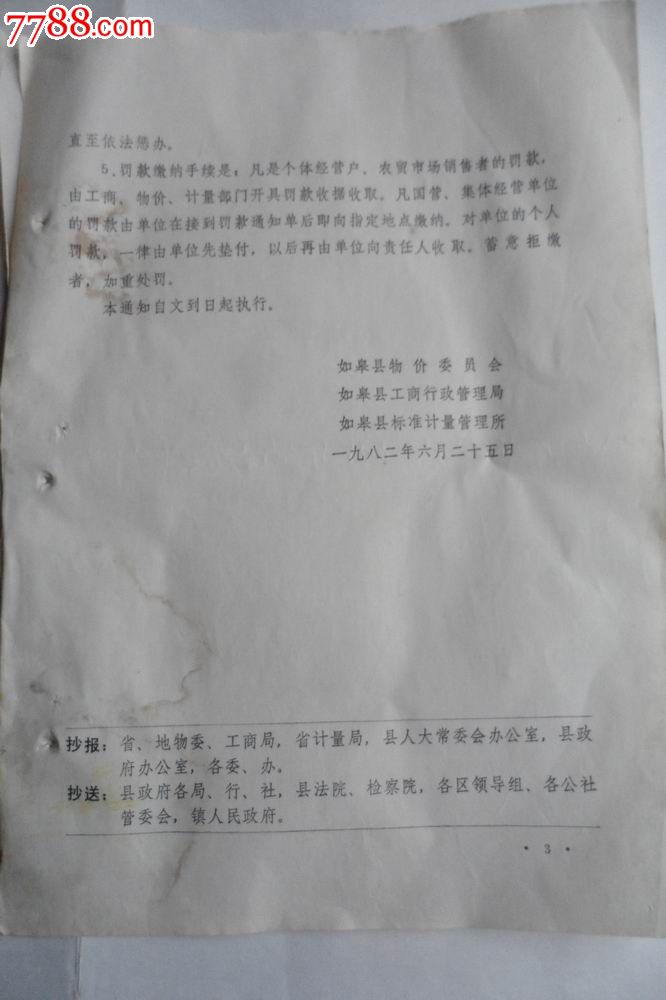 7788.com
直至依法惩办。
5.罚款缴纳手续是：凡是个体经营户、农贸市场销售者的罚款，
由工商、物价、计量部门开具罚款收据收取。凡国营、集体经营单位
的罚款由单位在接到罚款通知单后即向指定地点缴纳。对单位的个人
罚款，一律由单位先垫付，以后再由单位向责任人收取。蓄意拒缴
者，加重处罚。
本通知自文到日起执行。
如皋县物价委员会
如皋县工商行政管理局
如皋县标准计量管理所
一九八二年六月二十五日
抄报：省、地物委、工商局，省计量局，县人大常委会办公室，县政
府办公室，各委、办。
抄送：县政府各局、行、社，县法院、检察院，各区领导组、各公社
管委会，镇人民政府。
·3·